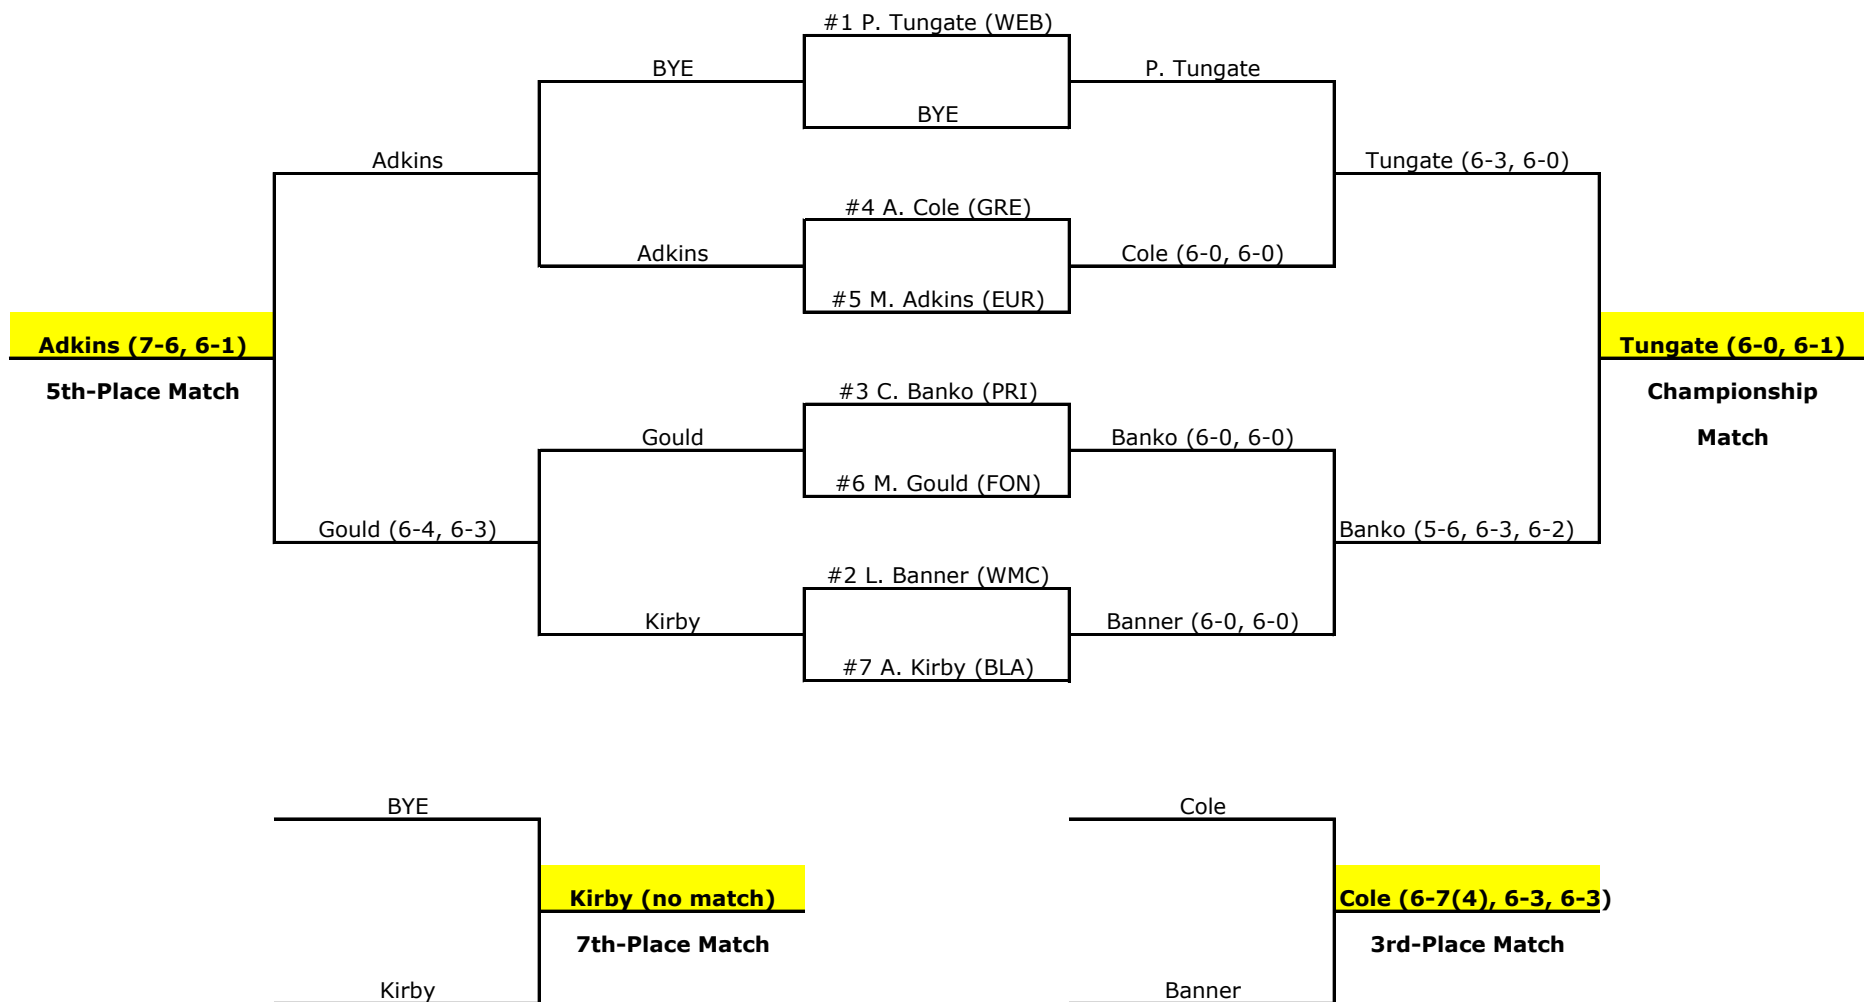 #1 P. Tungate (WEB)
BYE
P. Tungate
BYE
Adkins
Tungate (6-3, 6-0)
#4 A. Cole (GRE)
Adkins
Cole (6-0, 6-0)
#5 M. Adkins (EUR)
Adkins (7-6, 6-1)
Tungate (6-0, 6-1)
5th-Place Match
#3 C. Banko (PRI)
Championship
Gould
Banko (6-0, 6-0)
Match
#6 M. Gould (FON)
Gould (6-4, 6-3)
Banko (5-6, 6-3, 6-2)
#2 L. Banner (WMC)
Kirby
Banner (6-0, 6-0)
#7 A. Kirby (BLA)
BYE
Cole
Kirby (no match)
Cole (6-7(4), 6-3, 6-3)
7th-Place Match
3rd-Place Match
Kirby
Banner